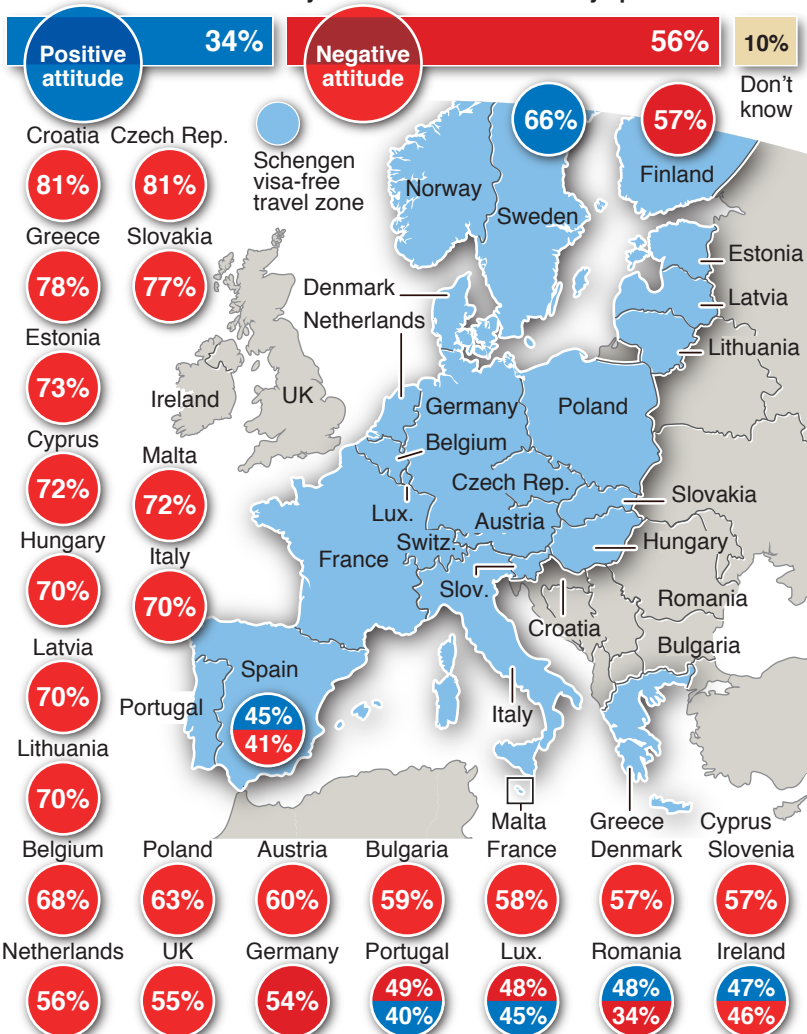 Positive
attitude
34%
Negative
attitude
56%
10%
Don't
know
Croatia
81%
Czech Rep.
81%
Schengen
visa-free
travel zone
66%
57%
Norway
Sweden
Finland
Greece
78%
Slovakia
77%
Denmark
Netherlands
Estonia
Latvia
Lithuania
Estonia
73%
Ireland
UK
Germany
Poland
Belgium
Cyprus
72%
Malta
72%
Czech Rep.
Lux.
Austria
Slovakia
Switz.
Hungary
Hungary
70%
Italy
70%
France
Slov.
Croatia
Romania
Bulgaria
Latvia
70%
Portugal
Spain
45%
41%
Italy
Lithuania
70%
Malta
Greece
Cyprus
Belgium
68%
Poland
63%
Austria
60%
Bulgaria
59%
France
58%
Denmark
57%
Slovenia
57%
Netherlands
56%
UK
55%
Germany
54%
Portugal
49%
40%
Lux.
48%
45%
Romania
48%
34%
Ireland
47%
46%